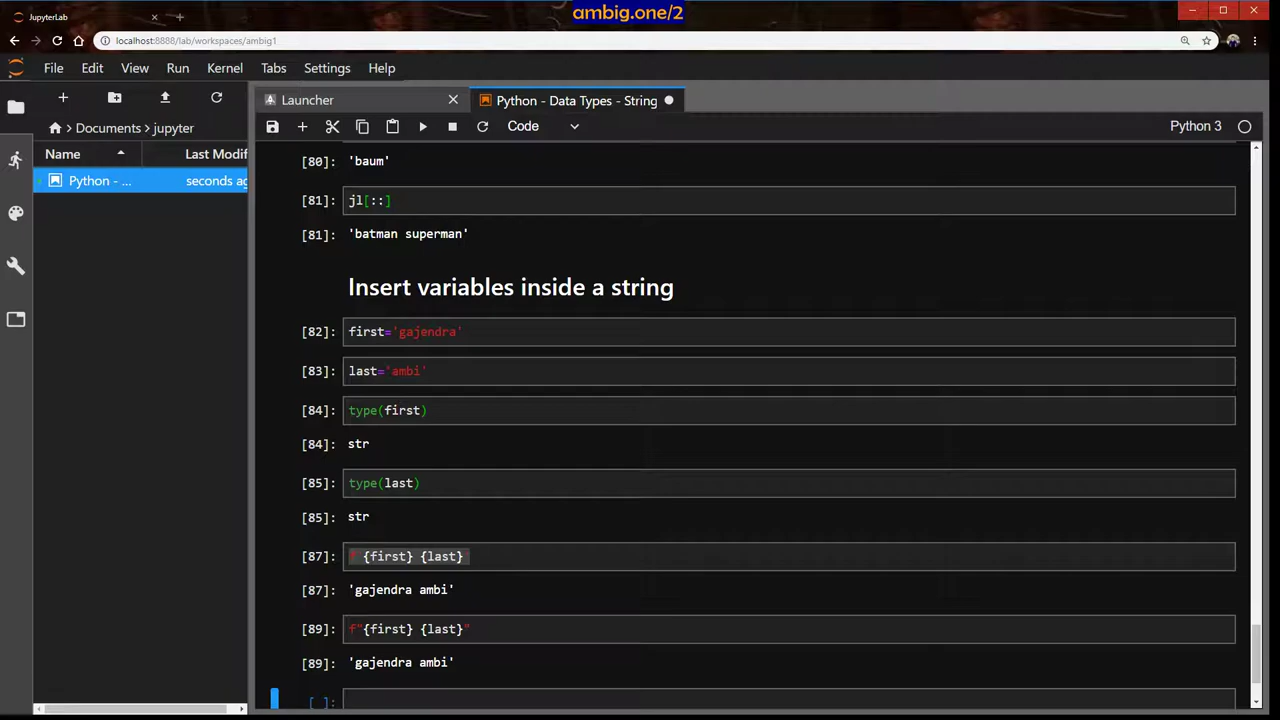 ambig.one/2
JupyterLab
localhost:8888/lab/workspaces/ambig1
File Edit View Run Kernel Tabs Settings Help
Launcher
Python - Data Types - String
Code
Python 3
Documents > jupyter
Name Last Modif
Python - ... seconds ag
[80]: 'baum'
[81]: jl[::]
[81]: 'batman superman'
Insert variables inside a string
[82]: first='gajendra'
[83]: last='ambi'
[84]: type(first)
[84]: str
[85]: type(last)
[85]: str
[87]: f'{first} {last}'
[87]: 'gajendra ambi'
[89]: f"{first} {last}"
[89]: 'gajendra ambi'
[ ]: